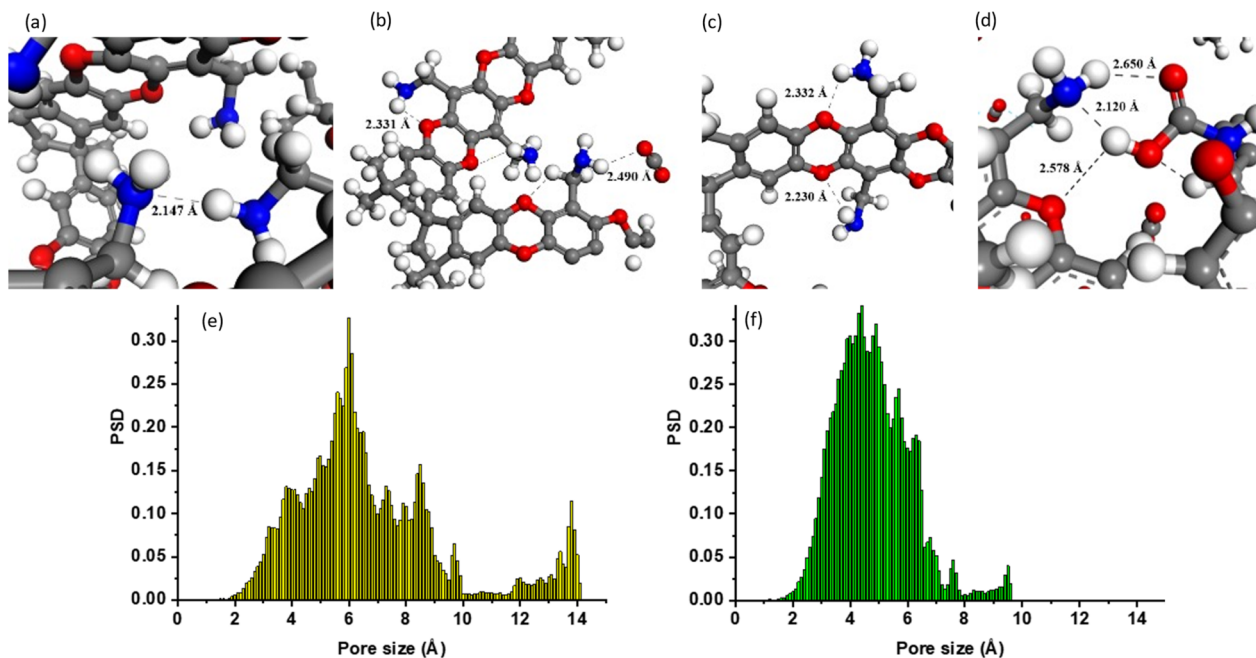 (a)
(b)
(c)
(d)
2.147 Å
2.331 Å
2.490 Å
2.332 Å
2.230 Å
2.650 Å
2.120 Å
2.578 Å
(e)
0.30
0.25
0.20
0.15
0.10
0.05
0.00
PSD
0 2 4 6 8 10 12 14
Pore size (Å)
(f)
0.30
0.25
0.20
0.15
0.10
0.05
0.00
PSD
0 2 4 6 8 10 12 14
Pore size (Å)